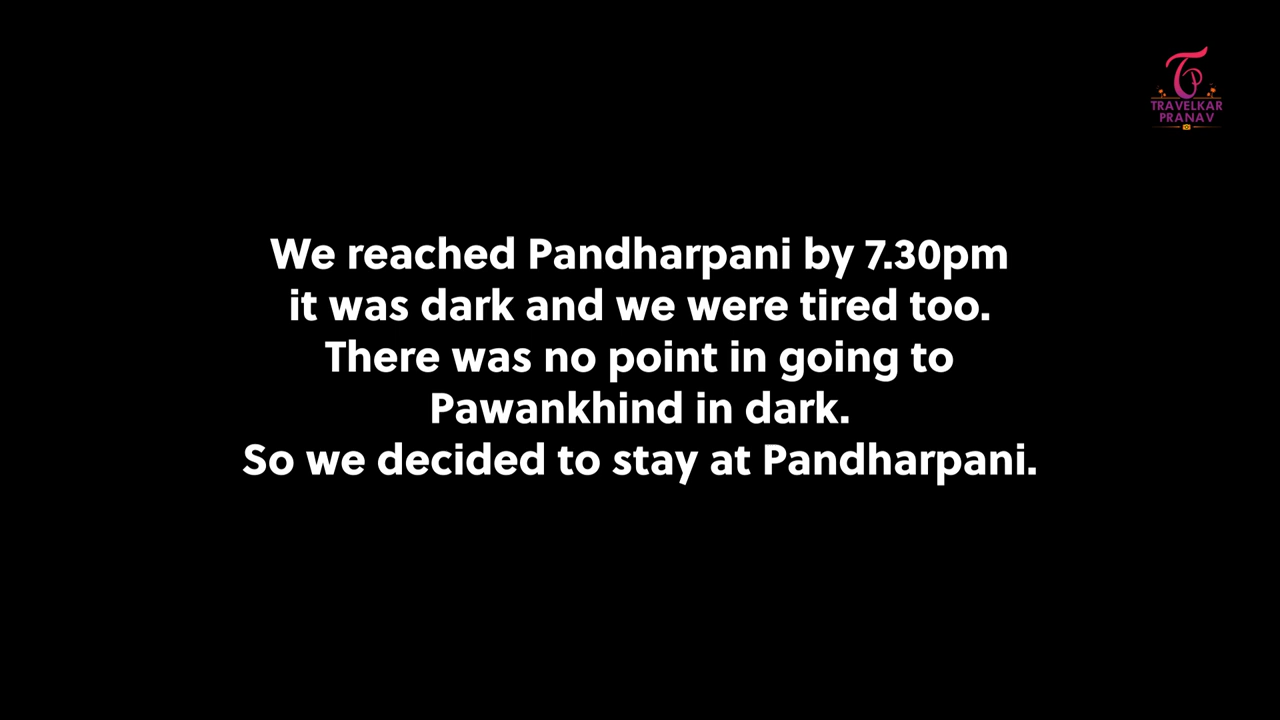 TRAVELKAR
PRANAV
We reached Pandharpani by 7.30pm
it was dark and we were tired too.
There was no point in going to
Pawankhind in dark.
So we decided to stay at Pandharpani.